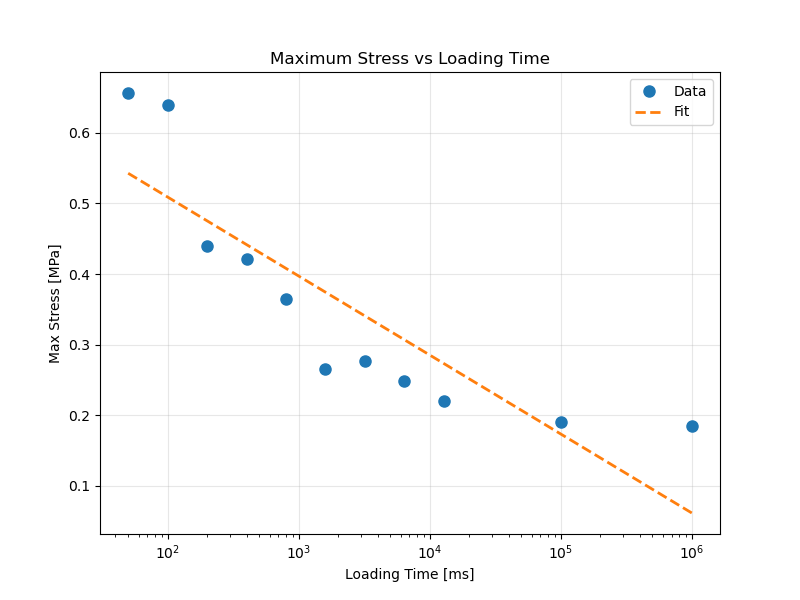 Maximum Stress vs Loading Time
Data
Fit
0.6
0.5
0.4
0.3
0.2
0.1
Max Stress [MPa]
10²
10³
10⁴
10⁵
10⁶
Loading Time [ms]